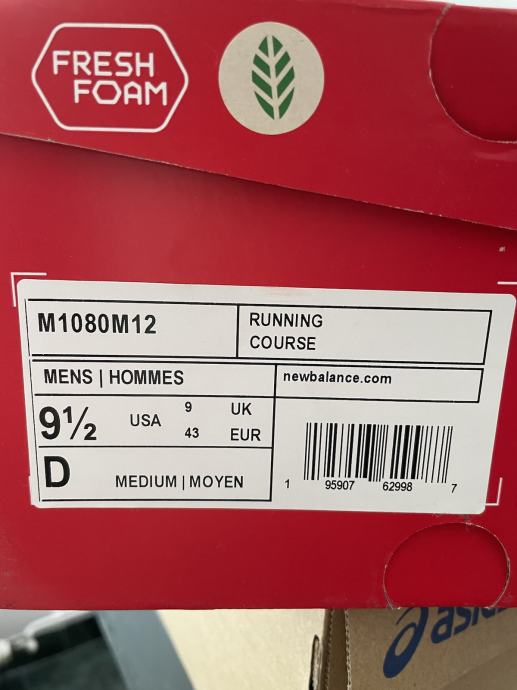 FRESH
FOAM
M1080M12
RUNNING
COURSE
MENS | HOMMES
newbalance.com
9½ USA 9 UK
43 EUR
D MEDIUM | MOYEN
1 95907 62998 7